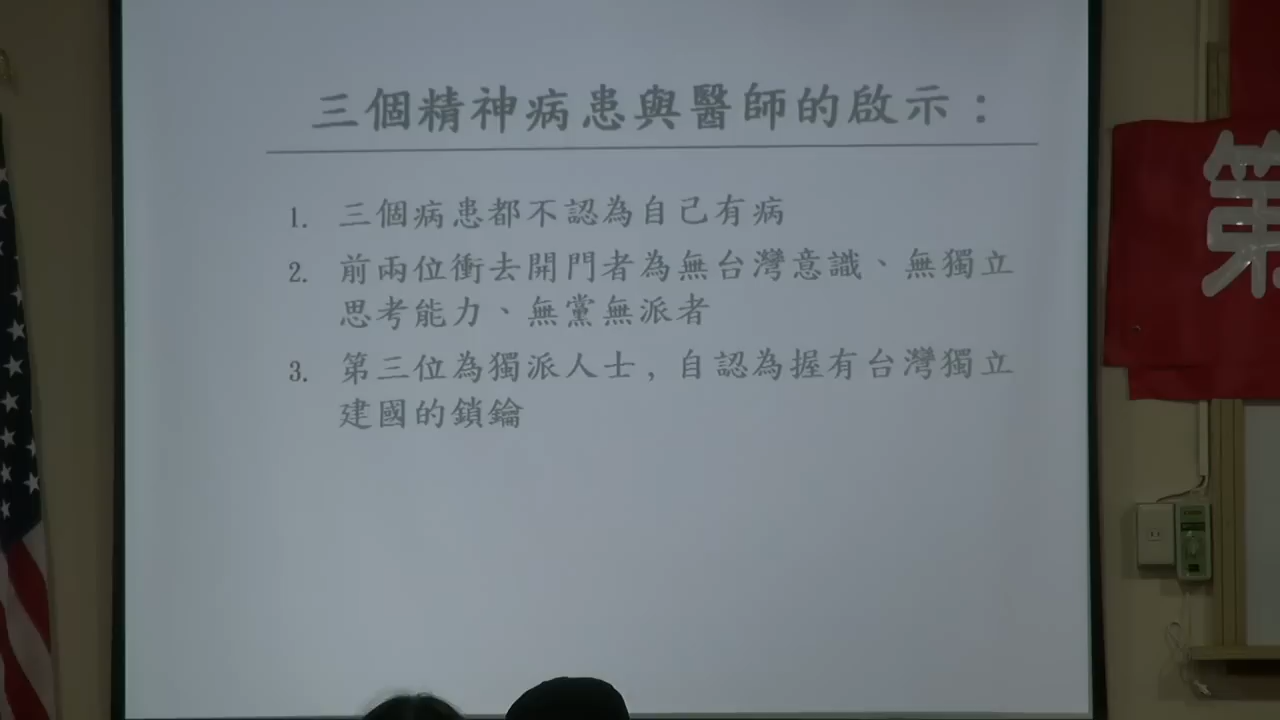 三個精神病患與醫師的啟示：
1. 三個病患都不認為自己有病
2. 前兩位衝去開門者為無台灣意識、無獨立
思考能力、無黨無派者
3. 第三位為獨派人士，自認為握有台灣獨立
建國的鎖鑰
第